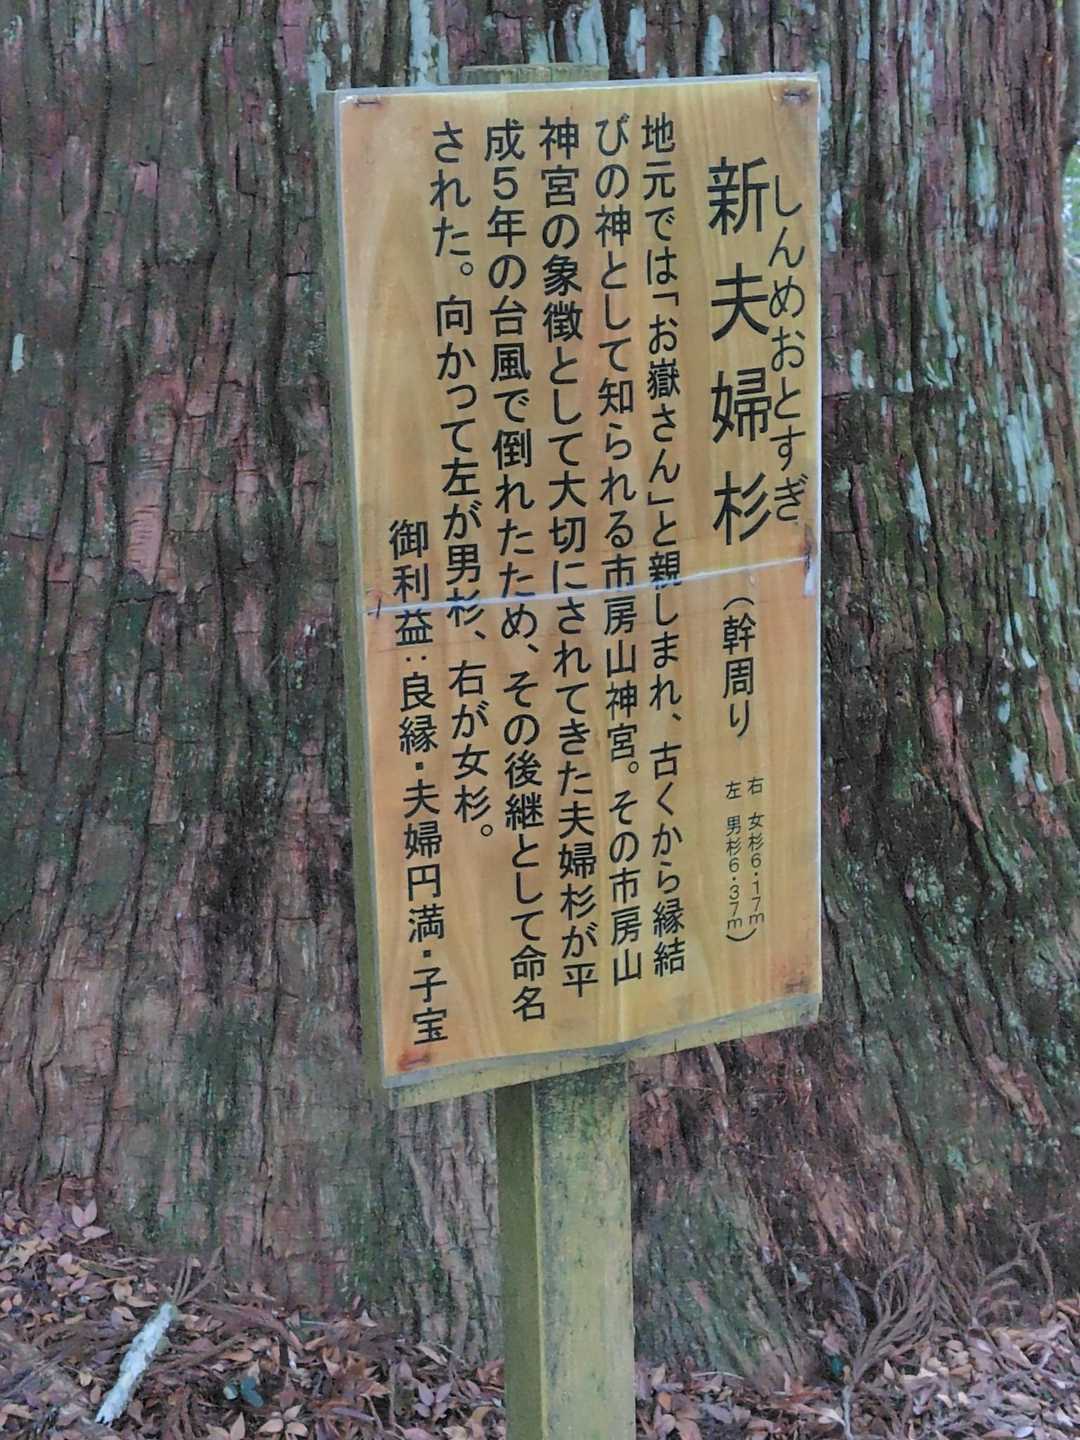 しんめおとすぎ
新夫婦杉
（幹周り
右 女杉6・17m
左 男杉6・37m）
地元では「お嶽さん」と親しまれ、古くから縁結
びの神として知られる市房山神宮。その市房山
神宮の象徴として大切にされてきた夫婦杉が平
成5年の台風で倒れたため、その後継として命名
された。向かって左が男杉、右が女杉。
御利益：良縁・夫婦円満・子宝